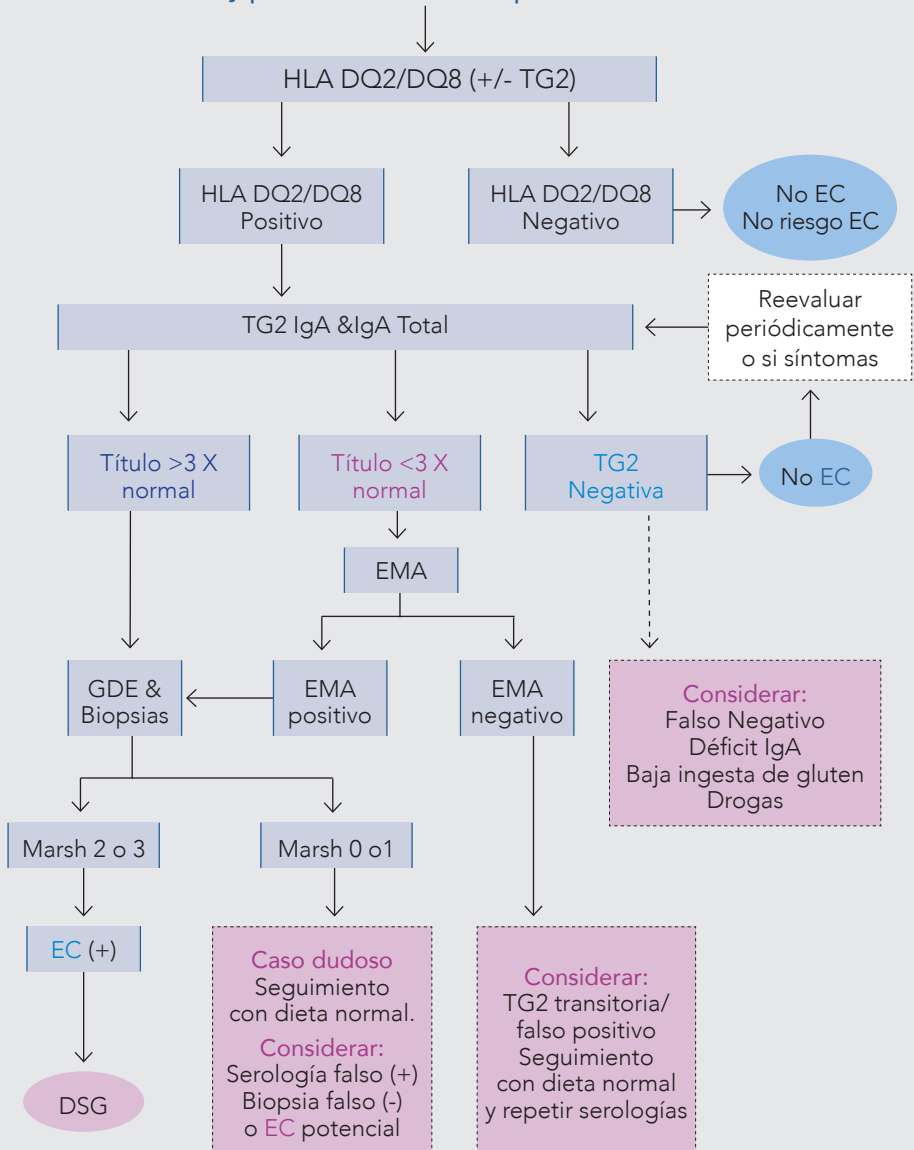 HLA DQ2/DQ8 (+/- TG2)
HLA DQ2/DQ8
Positivo
HLA DQ2/DQ8
Negativo
No EC
No riesgo EC
Reevaluar
periódicamente
o si síntomas
TG2 IgA &IgA Total
Título >3 X
normal
Título <3 X
normal
TG2
Negativa
No EC
EMA
GDE &
Biopsias
EMA
positivo
EMA
negativo
Considerar:
Falso Negativo
Déficit IgA
Baja ingesta de gluten
Drogas
Marsh 2 o 3
Marsh 0 o1
EC (+)
Caso dudoso
Seguimiento
con dieta normal.
Considerar:
Serología falso (+)
Biopsia falso (-)
o EC potencial
Considerar:
TG2 transitoria/
falso positivo
Seguimiento
con dieta normal
y repetir serologías
DSG